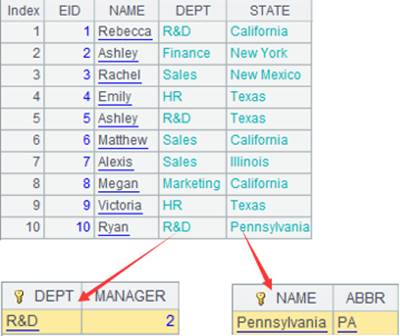 Index EID NAME DEPT STATE
1 1 Rebecca R&D California
2 2 Ashley Finance New York
3 3 Rachel Sales New Mexico
4 4 Emily HR Texas
5 5 Ashley R&D Texas
6 6 Matthew Sales California
7 7 Alexis Sales Illinois
8 8 Megan Marketing California
9 9 Victoria HR Texas
10 10 Ryan R&D Pennsylvania
DEPT MANAGER
R&D 2
NAME ABBR
Pennsylvania PA